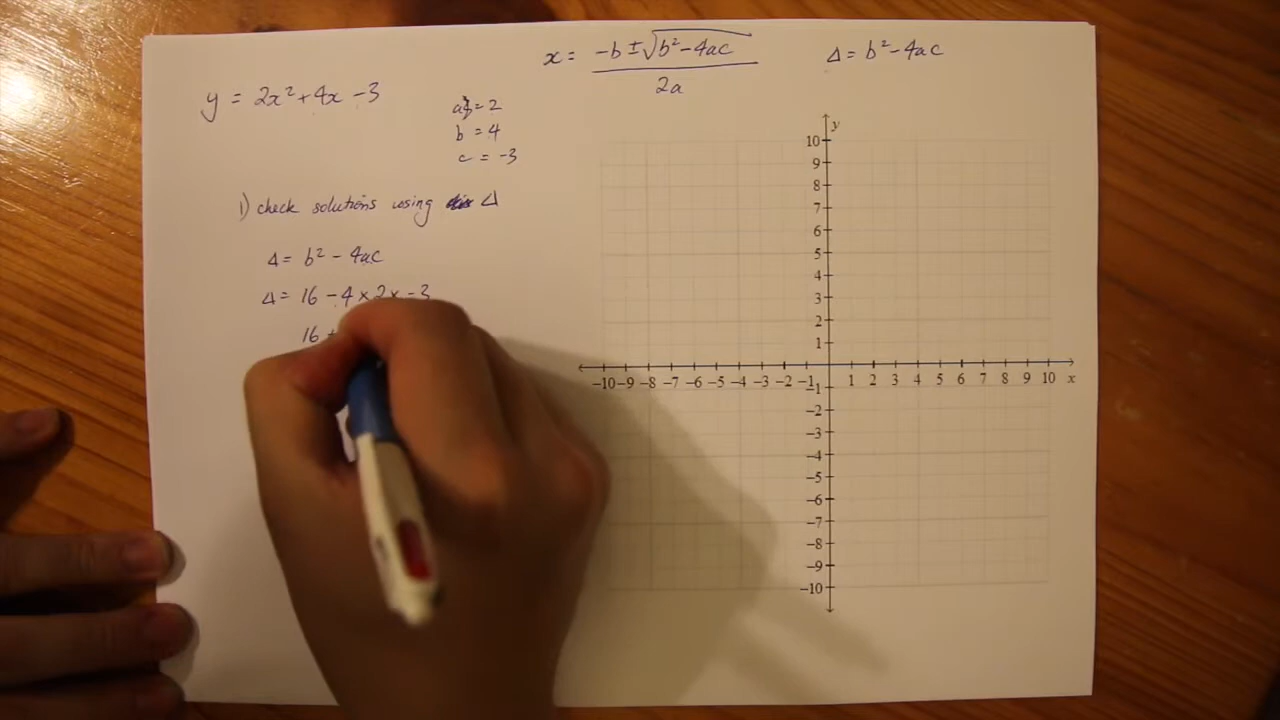 x = -b ± √b² - 4ac
2a
Δ = b² - 4ac
y = 2x² + 4x - 3
a = 2
b = 4
c = -3
1) check solutions using Δ
Δ = b² - 4ac
Δ = 16 - 4 × 2 × -3
16 +
y
10
9
8
7
6
5
4
3
2
1
-10 -9 -8 -7 -6 -5 -4 -3 -2 -1 1 2 3 4 5 6 7 8 9 10 x
-1
-2
-3
-4
-5
-6
-7
-8
-9
-10